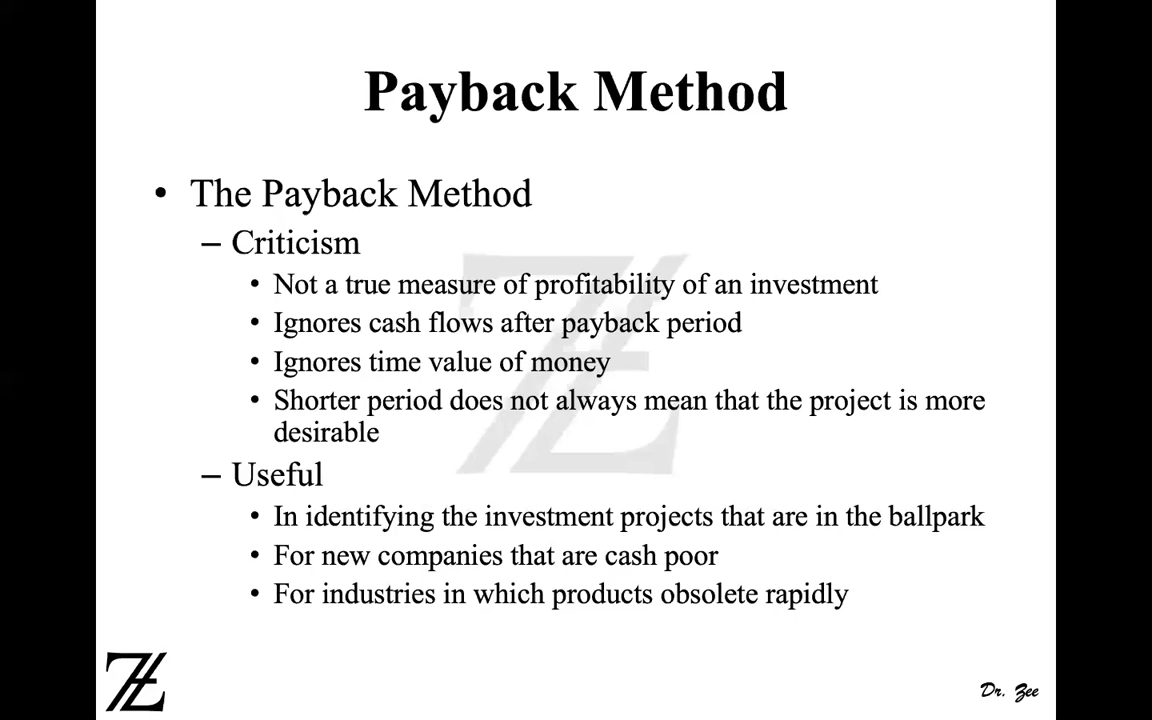 Payback Method
• The Payback Method
– Criticism
• Not a true measure of profitability of an investment
• Ignores cash flows after payback period
• Ignores time value of money
• Shorter period does not always mean that the project is more
desirable
– Useful
• In identifying the investment projects that are in the ballpark
• For new companies that are cash poor
• For industries in which products obsolete rapidly
Dr. Zee